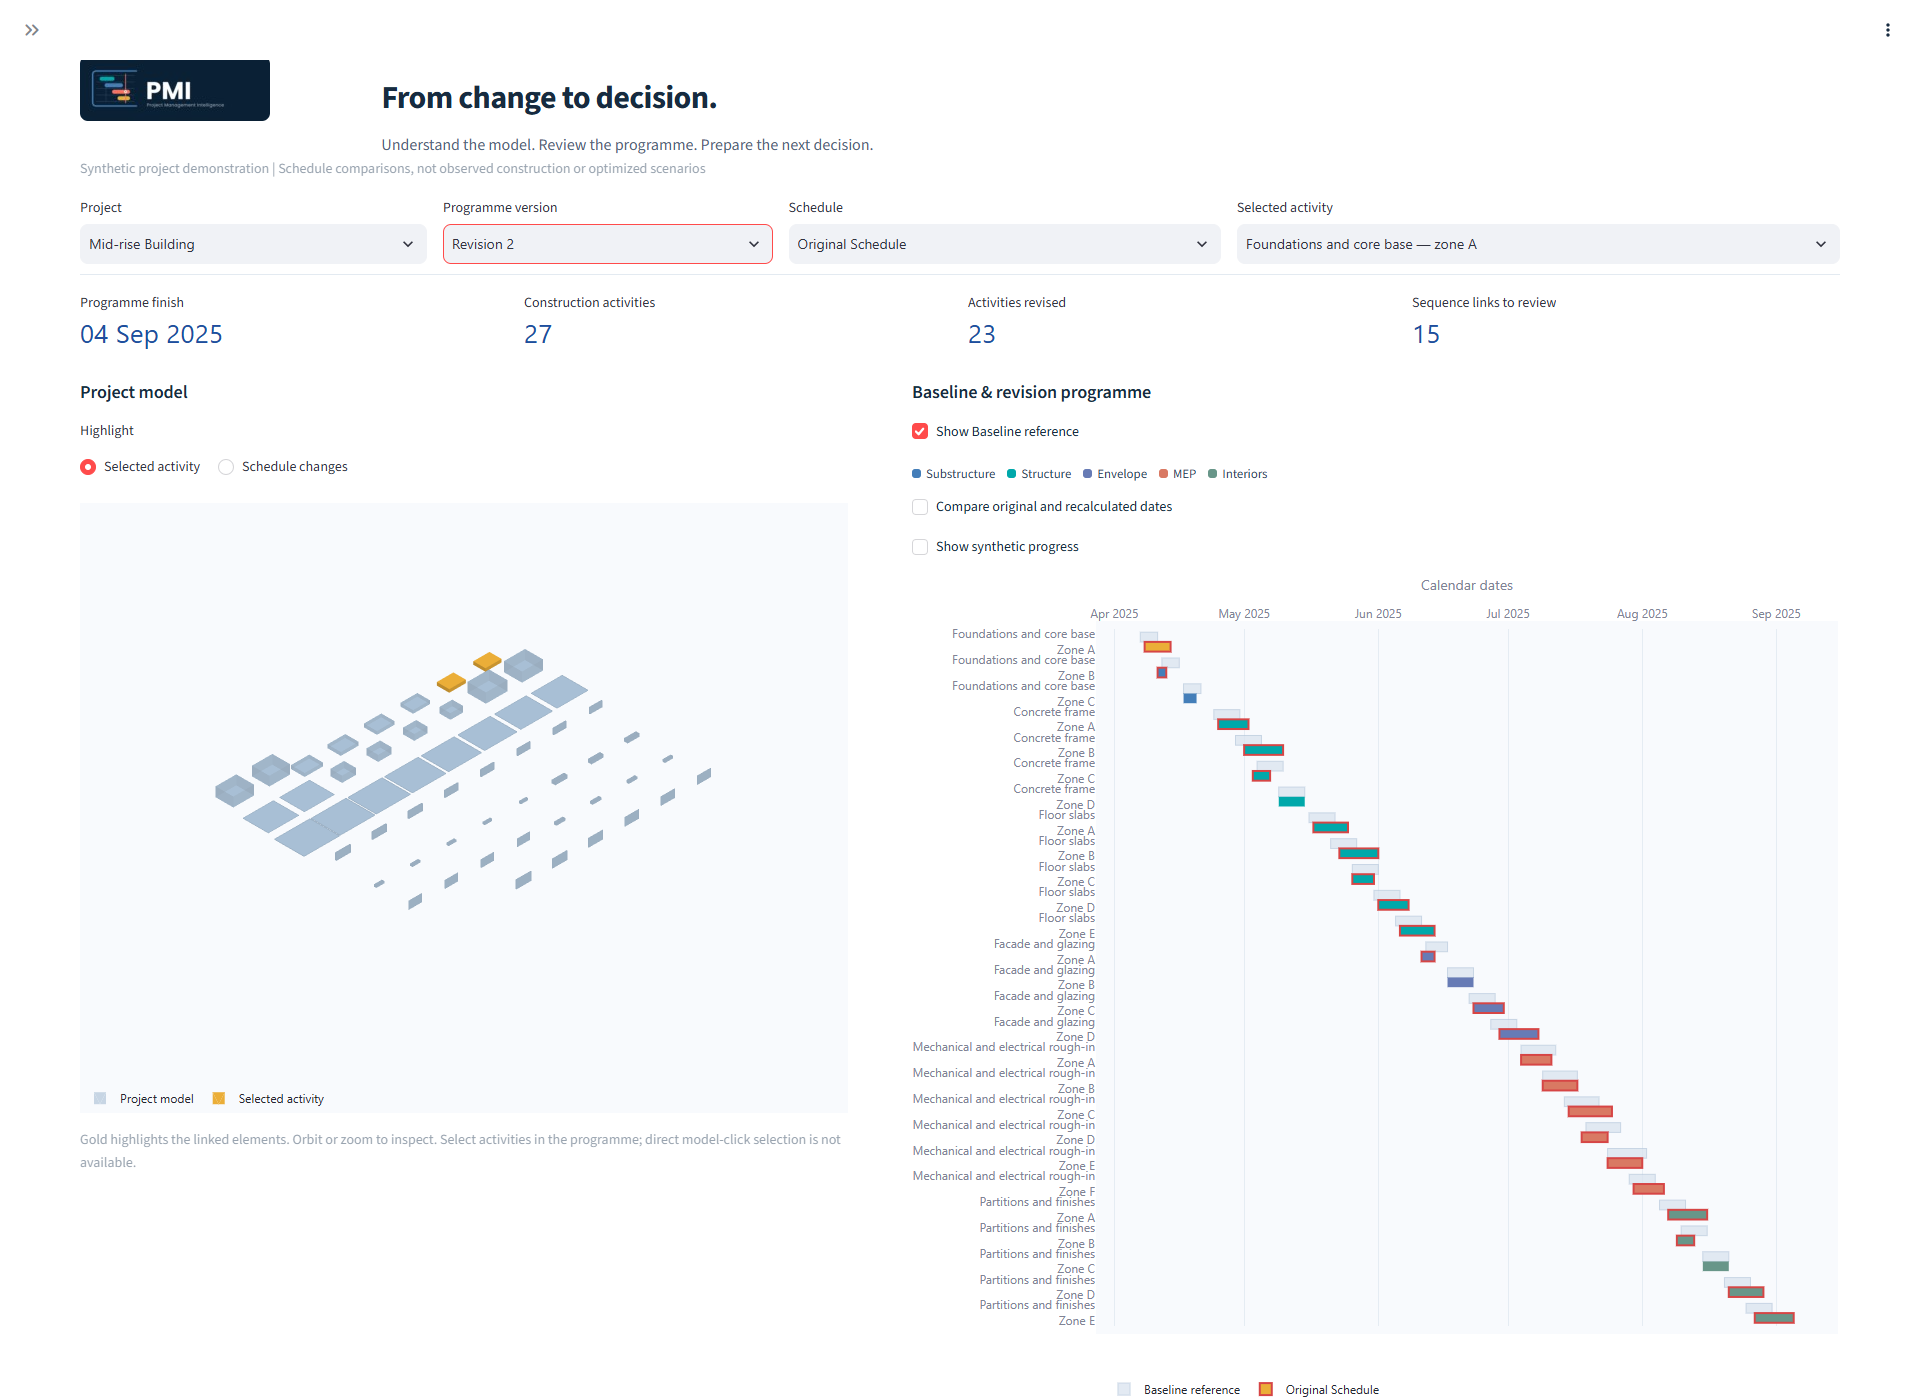 PMI
Project Management Intelligence
From change to decision.
Understand the model. Review the programme. Prepare the next decision.
Synthetic project demonstration | Schedule comparisons, not observed construction or optimized scenarios
Project
Programme version
Schedule
Selected activity
Mid-rise Building
Revision 2
Original Schedule
Foundations and core base — zone A
Programme finish
Construction activities
Activities revised
Sequence links to review
04 Sep 2025
27
23
15
Project model
Highlight
Selected activity
Schedule changes
Project model
Selected activity
Gold highlights the linked elements. Orbit or zoom to inspect. Select activities in the programme; direct model-click selection is not
available.
Baseline & revision programme
Show Baseline reference
Substructure
Structure
Envelope
MEP
Interiors
Compare original and recalculated dates
Show synthetic progress
Calendar dates
Apr 2025
May 2025
Jun 2025
Jul 2025
Aug 2025
Sep 2025
Foundations and core base
Zone A
Foundations and core base
Zone B
Foundations and core base
Zone C
Concrete frame
Zone A
Concrete frame
Zone B
Concrete frame
Zone C
Concrete frame
Zone D
Floor slabs
Zone A
Floor slabs
Zone B
Floor slabs
Zone C
Floor slabs
Zone D
Floor slabs
Zone E
Facade and glazing
Zone A
Facade and glazing
Zone B
Facade and glazing
Zone C
Facade and glazing
Zone D
Mechanical and electrical rough-in
Zone A
Mechanical and electrical rough-in
Zone B
Mechanical and electrical rough-in
Zone C
Mechanical and electrical rough-in
Zone D
Mechanical and electrical rough-in
Zone E
Mechanical and electrical rough-in
Zone F
Partitions and finishes
Zone A
Partitions and finishes
Zone B
Partitions and finishes
Zone C
Partitions and finishes
Zone D
Partitions and finishes
Zone E
Baseline reference
Original Schedule